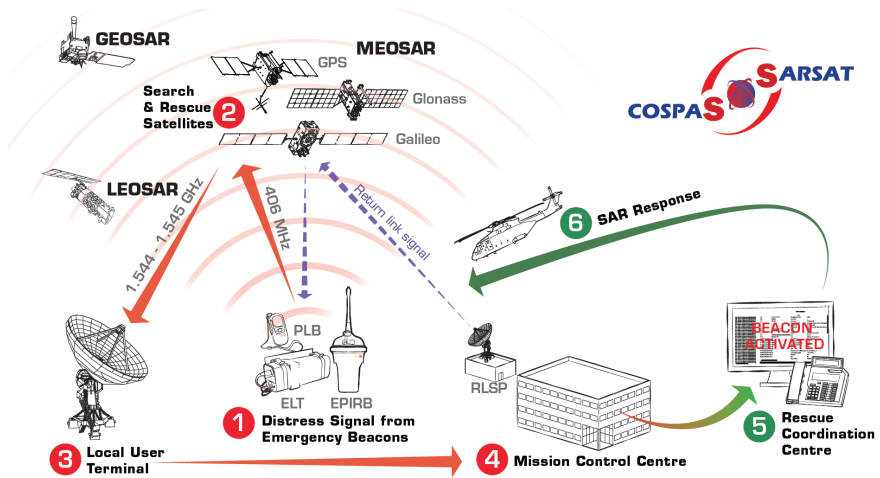 GEOSAR
MEOSAR
GPS
Search
& Rescue
Satellites
2
Glonass
Galileo
LEOSAR
COSPAS SARSAT
1.544 - 1.545 GHz
406 MHz
Return link signal
6 SAR Response
PLB
ELT
EPIRB
RLSP
BEACON
ACTIVATED
1 Distress Signal from
Emergency Beacons
3 Local User
Terminal
4 Mission Control Centre
5 Rescue
Coordination
Centre